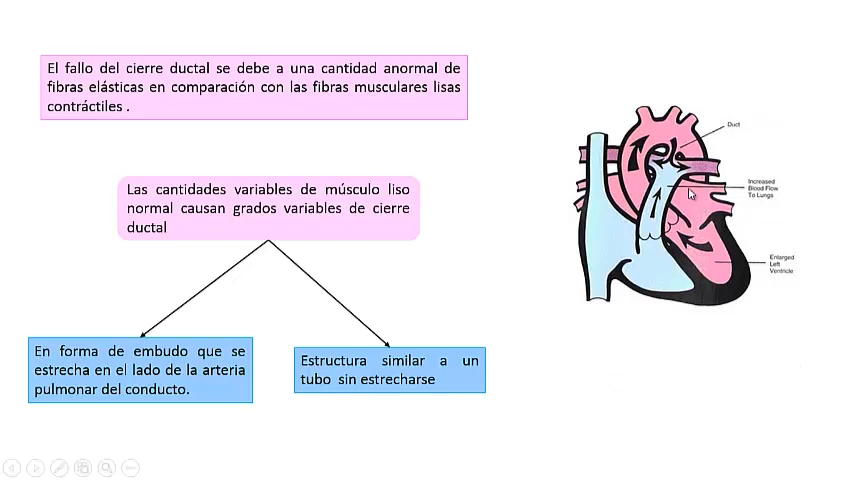 El fallo del cierre ductal se debe a una cantidad anormal de
fibras elásticas en comparación con las fibras musculares lisas
contráctiles .
Las cantidades variables de músculo liso
normal causan grados variables de cierre
ductal
En forma de embudo que se
estrecha en el lado de la arteria
pulmonar del conducto.
Estructura similar a un
tubo sin estrecharse
Duct
Increased
Blood Flow
To Lungs
Enlarged
Left
Ventricle